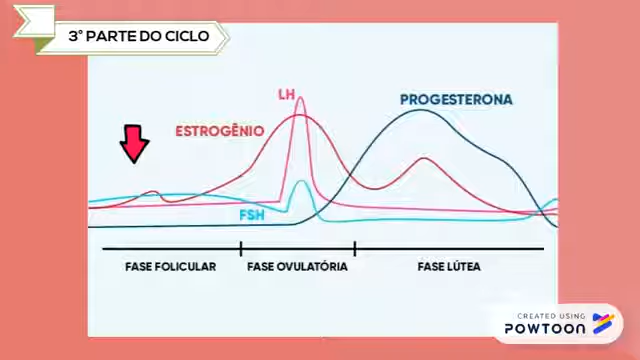 3° PARTE DO CICLO
LH
PROGESTERONA
ESTROGÊNIO
FSH
FASE FOLICULAR
FASE OVULATÓRIA
FASE LÚTEA
CREATED USING
POWTOON